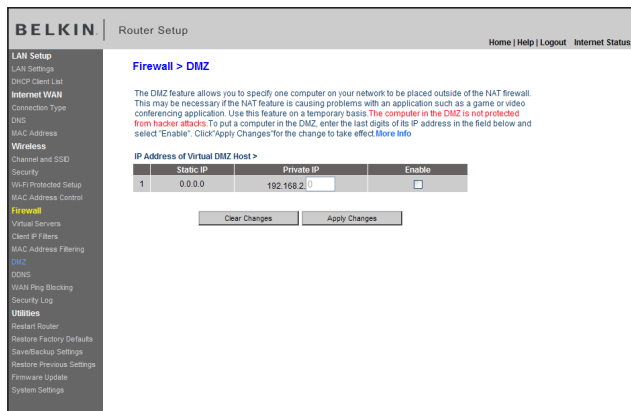 BELKIN.
Router Setup
Home | Help | Logout Internet Status
LAN Setup
LAN Settings
DHCP Client List
Internet WAN
Connection Type
DNS
MAC Address
Wireless
Channel and SSID
Security
Wi-Fi Protected Setup
MAC Address Control
Firewall
Virtual Servers
Client IP Filters
MAC Address Filtering
DMZ
DDNS
WAN Ping Blocking
Security Log
Utilities
Restart Router
Restore Factory Defaults
Save/Backup Settings
Restore Previous Settings
Firmware Update
System Settings
Firewall > DMZ
The DMZ feature allows you to specify one computer on your network to be placed outside of the NAT firewall.
This may be necessary if the NAT feature is causing problems with an application such as a game or video
conferencing application. Use this feature on a temporary basis.The computer in the DMZ is not protected
from hacker attacks.To put a computer in the DMZ, enter the last digits of its IP address in the field below and
select "Enable". Click"Apply Changes"for the change to take effect.More Info
IP Address of Virtual DMZ Host >
Static IP Private IP Enable
1 0.0.0.0 192.168.2. 0
Clear Changes Apply Changes